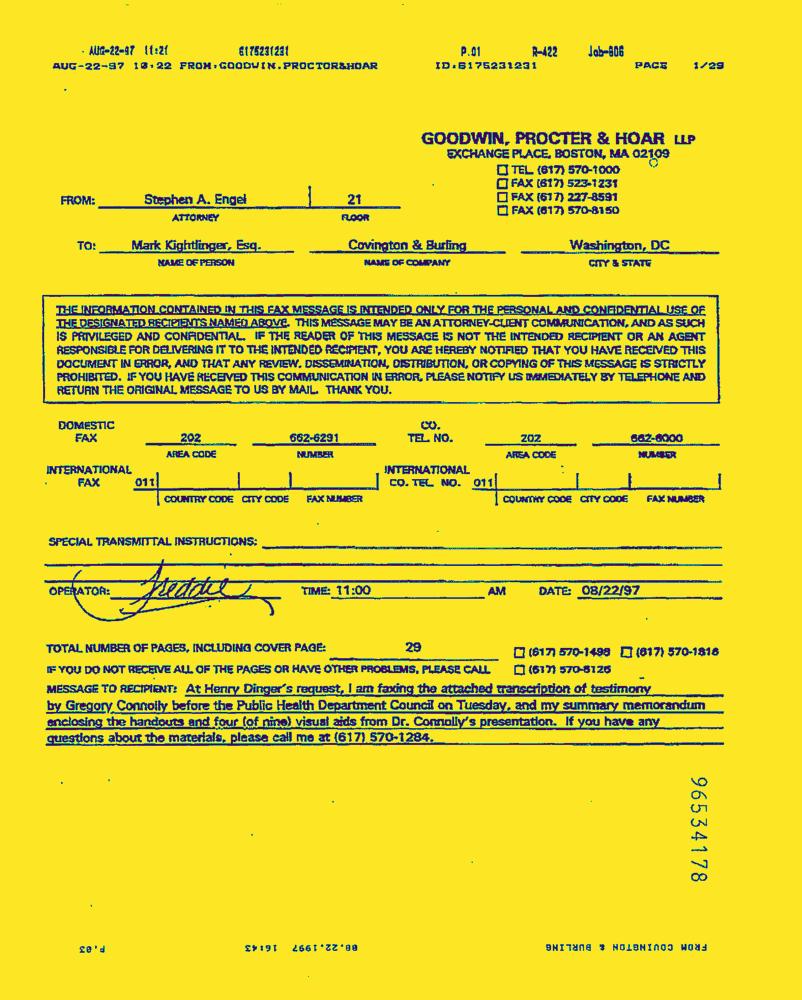 AUG-22-97 11:21 6175231231 P.01 R-422 Job-606
AUG-22-97 10:22 FROM:GOODWIN.PROCTOR&HOAR ID:6175231231 PAGE 1/29
GOODWIN, PROCTER & HOAR LLP
EXCHANGE PLACE, BOSTON, MA 02109
TEL (617) 570-1000
FAX (617) 523-1231
FAX (617) 227-8591
FAX (617) 570-8150
FROM: Stephen A. Engel 21
ATTORNEY FLOOR
TO: Mark Kightlinger, Esq. Covington & Burling Washington, DC
NAME OF PERSON NAME OF COMPANY CITY & STATE
THE INFORMATION CONTAINED IN THIS FAX MESSAGE IS INTENDED ONLY FOR THE PERSONAL AND CONFIDENTIAL USE OF
THE DESIGNATED RECIPIENTS NAMED ABOVE. THIS MESSAGE MAY BE AN ATTORNEY-CLIENT COMMUNICATION, AND AS SUCH
IS PRIVILEGED AND CONFIDENTIAL. IF THE READER OF THIS MESSAGE IS NOT THE INTENDED RECIPIENT OR AN AGENT
RESPONSIBLE FOR DELIVERING IT TO THE INTENDED RECIPIENT, YOU ARE HEREBY NOTIFIED THAT YOU HAVE RECEIVED THIS
DOCUMENT IN ERROR, AND THAT ANY REVIEW, DISSEMINATION, DISTRIBUTION, OR COPYING OF THIS MESSAGE IS STRICTLY
PROHIBITED. IF YOU HAVE RECEIVED THIS COMMUNICATION IN ERROR, PLEASE NOTIFY US IMMEDIATELY BY TELEPHONE AND
RETURN THE ORIGINAL MESSAGE TO US BY MAIL. THANK YOU.
DOMESTIC CO.
FAX 202 662-6291 TEL. NO. 202 662-6000
AREA CODE NUMBER AREA CODE NUMBER
INTERNATIONAL INTERNATIONAL
FAX 011 CO. TEL. NO. 011
COUNTRY CODE CITY CODE FAX NUMBER COUNTRY CODE CITY CODE FAX NUMBER
SPECIAL TRANSMITTAL INSTRUCTIONS:
OPERATOR: Freddie TIME: 11:00 AM DATE: 08/22/97
TOTAL NUMBER OF PAGES, INCLUDING COVER PAGE: 29 (617) 570-1498 (617) 570-1816
IF YOU DO NOT RECEIVE ALL OF THE PAGES OR HAVE OTHER PROBLEMS, PLEASE CALL (617) 570-8126
MESSAGE TO RECIPIENT: At Henry Dinger's request, I am faxing the attached transcription of testimony
by Gregory Connolly before the Public Health Department Council on Tuesday, and my summary memorandum
enclosing the handouts and four (of nine) visual aids from Dr. Connolly's presentation. If you have any
questions about the materials, please call me at (617) 570-1284.
96534178
FROM COVINGTON & BURLING 08.22.1997 16:43 P.03